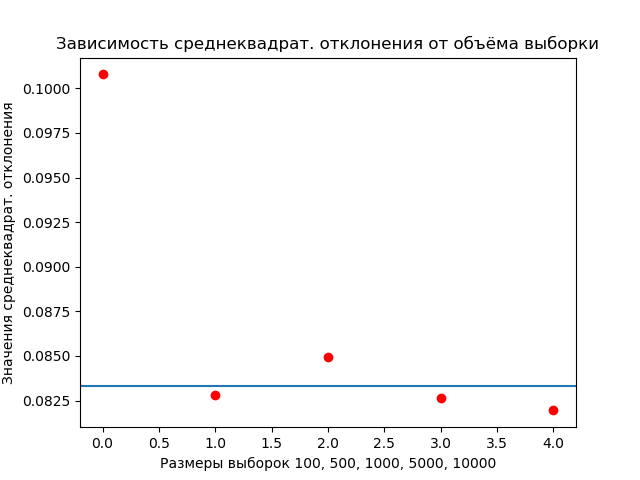 Зависимость среднеквадрат. отклонения от объёма выборки
Значения среднеквадрат. отклонения
0.1000
0.0975
0.0950
0.0925
0.0900
0.0875
0.0850
0.0825
0.0 0.5 1.0 1.5 2.0 2.5 3.0 3.5 4.0
Размеры выборок 100, 500, 1000, 5000, 10000